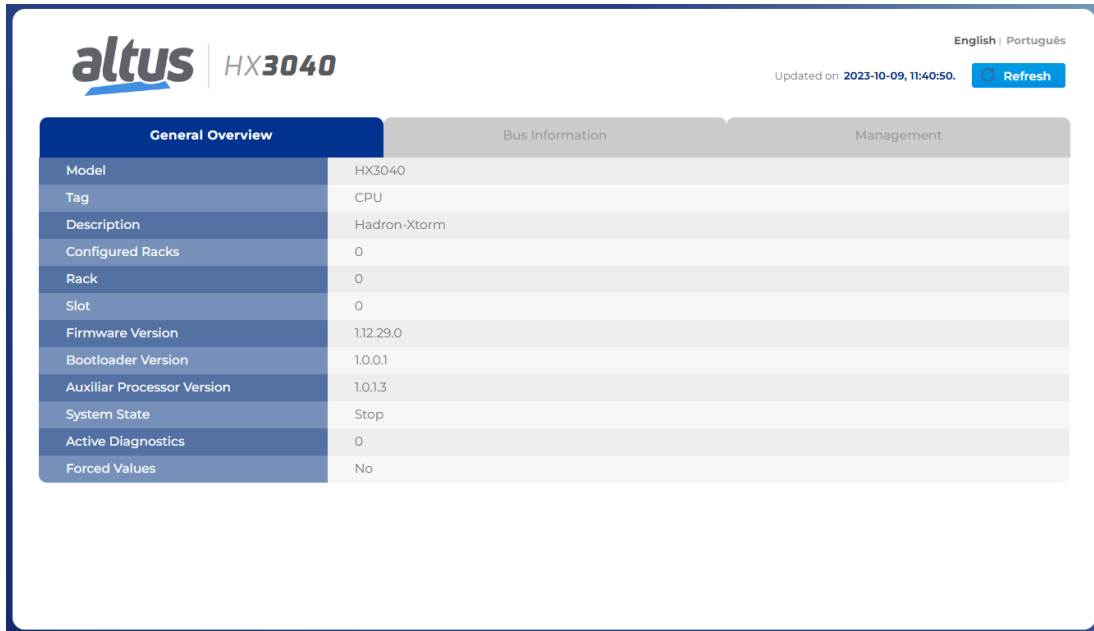 altus HX3040
English | Português
Updated on 2023-10-09, 11:40:50. Refresh
General Overview Bus Information Management
Model HX3040
Tag CPU
Description Hadron-Xtorm
Configured Racks 0
Rack 0
Slot 0
Firmware Version 1.12.29.0
Bootloader Version 1.0.0.1
Auxiliar Processor Version 1.0.1.3
System State Stop
Active Diagnostics 0
Forced Values No